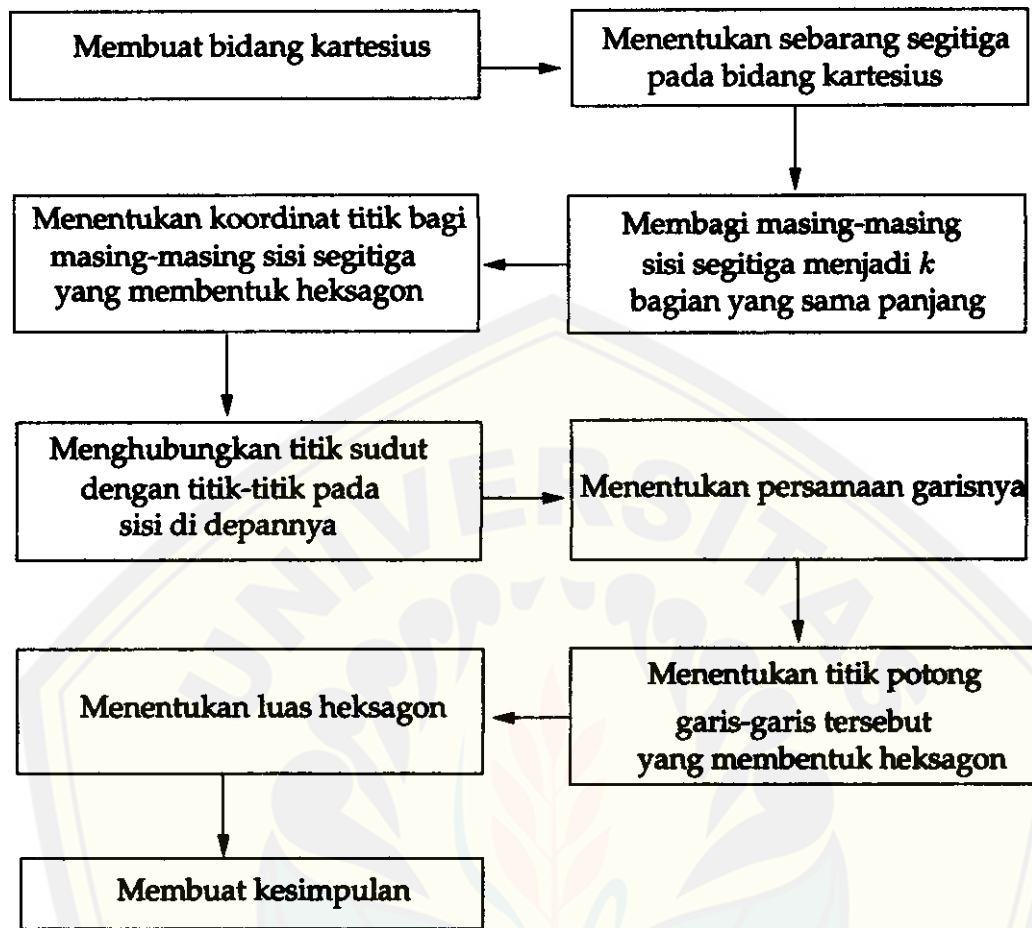 Membuat bidang kartesius
Menentukan sebarang segitiga
pada bidang kartesius
Membagi masing-masing
sisi segitiga menjadi k
bagian yang sama panjang
Menentukan koordinat titik bagi
masing-masing sisi segitiga
yang membentuk heksagon
Menghubungkan titik sudut
dengan titik-titik pada
sisi di depannya
Menentukan persamaan garisnya
Menentukan titik potong
garis-garis tersebut
yang membentuk heksagon
Menentukan luas heksagon
Membuat kesimpulan
UNIVERSITAS